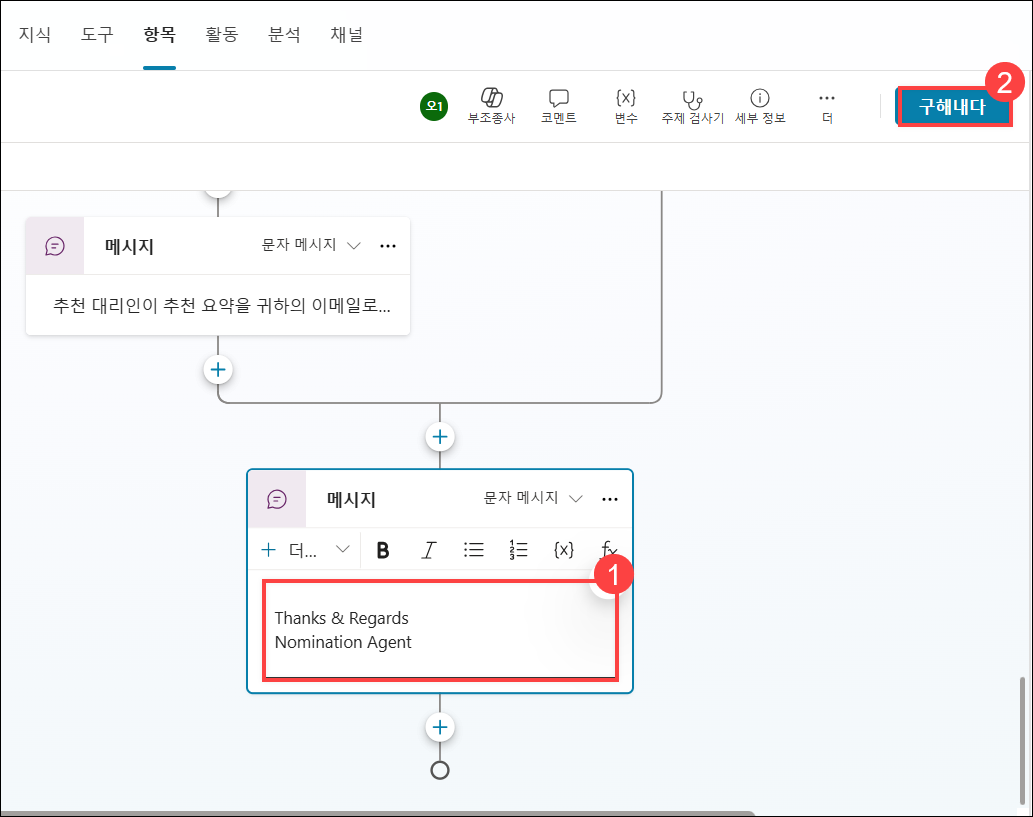 지식 도구 항목 활동 분석 채널
2
오1 부조종사 코멘트 변수 주제 검사기 세부 정보 더 구해내다
메시지 문자 메시지
추천 대리인이 추천 요약을 귀하의 이메일로...
메시지 문자 메시지
더... B I {x} fx
1
Thanks & Regards
Nomination Agent